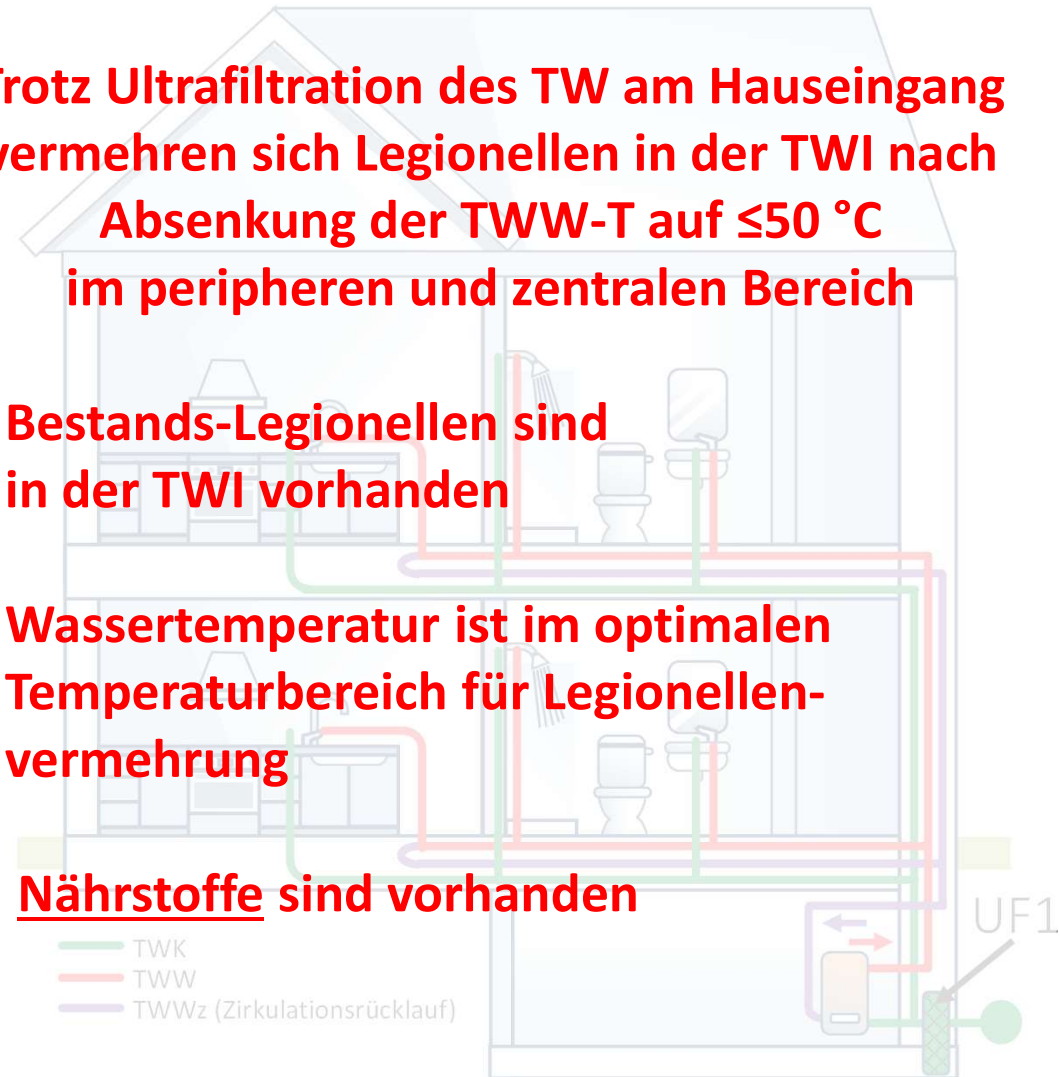 Trotz Ultrafiltration des TW am Hauseingang
vermehren sich Legionellen in der TWI nach
Absenkung der TWW-T auf ≤50 °C
im peripheren und zentralen Bereich
Bestands-Legionellen sind
in der TWI vorhanden
Wassertemperatur ist im optimalen
Temperaturbereich für Legionellen-
vermehrung
Nährstoffe sind vorhanden
UF1
TWK
TWW
TWWz (Zirkulationsrücklauf)